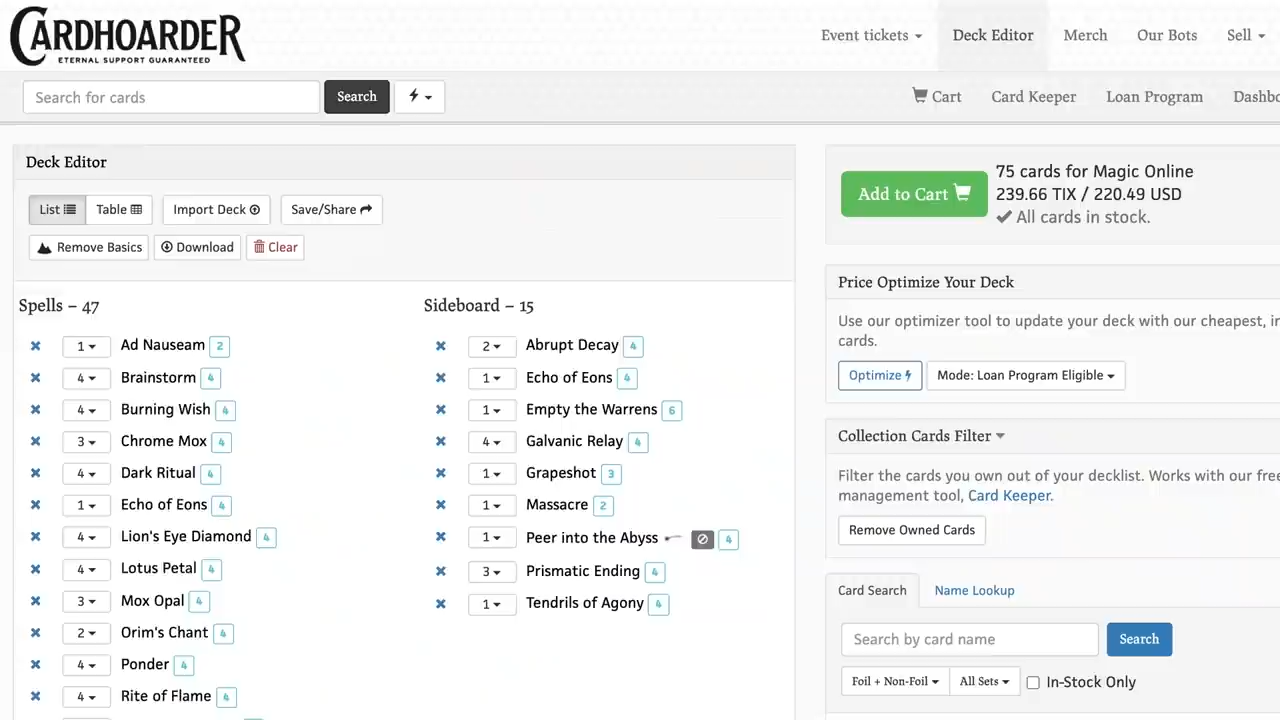 CARDHOARDER
ETERNAL SUPPORT GUARANTEED
Event tickets
Deck Editor
Merch
Our Bots
Sell
Search for cards
Search
Cart
Card Keeper
Loan Program
Dashbo
Deck Editor
List
Table
Import Deck
Save/Share
Remove Basics
Download
Clear
Spells – 47
1 Ad Nauseam 2
4 Brainstorm 4
4 Burning Wish 4
3 Chrome Mox 4
4 Dark Ritual 4
1 Echo of Eons 4
4 Lion's Eye Diamond 4
4 Lotus Petal 4
3 Mox Opal 4
2 Orim's Chant 4
4 Ponder 4
4 Rite of Flame 4
Sideboard – 15
2 Abrupt Decay 4
1 Echo of Eons 4
1 Empty the Warrens 6
4 Galvanic Relay 4
1 Grapeshot 3
1 Massacre 2
1 Peer into the Abyss 4
3 Prismatic Ending 4
1 Tendrils of Agony 4
Add to Cart
75 cards for Magic Online
239.66 TIX / 220.49 USD
All cards in stock.
Price Optimize Your Deck
Use our optimizer tool to update your deck with our cheapest, in
cards.
Optimize
Mode: Loan Program Eligible
Collection Cards Filter
Filter the cards you own out of your decklist. Works with our free
management tool, Card Keeper.
Remove Owned Cards
Card Search
Name Lookup
Search by card name
Search
Foil + Non-Foil
All Sets
In-Stock Only